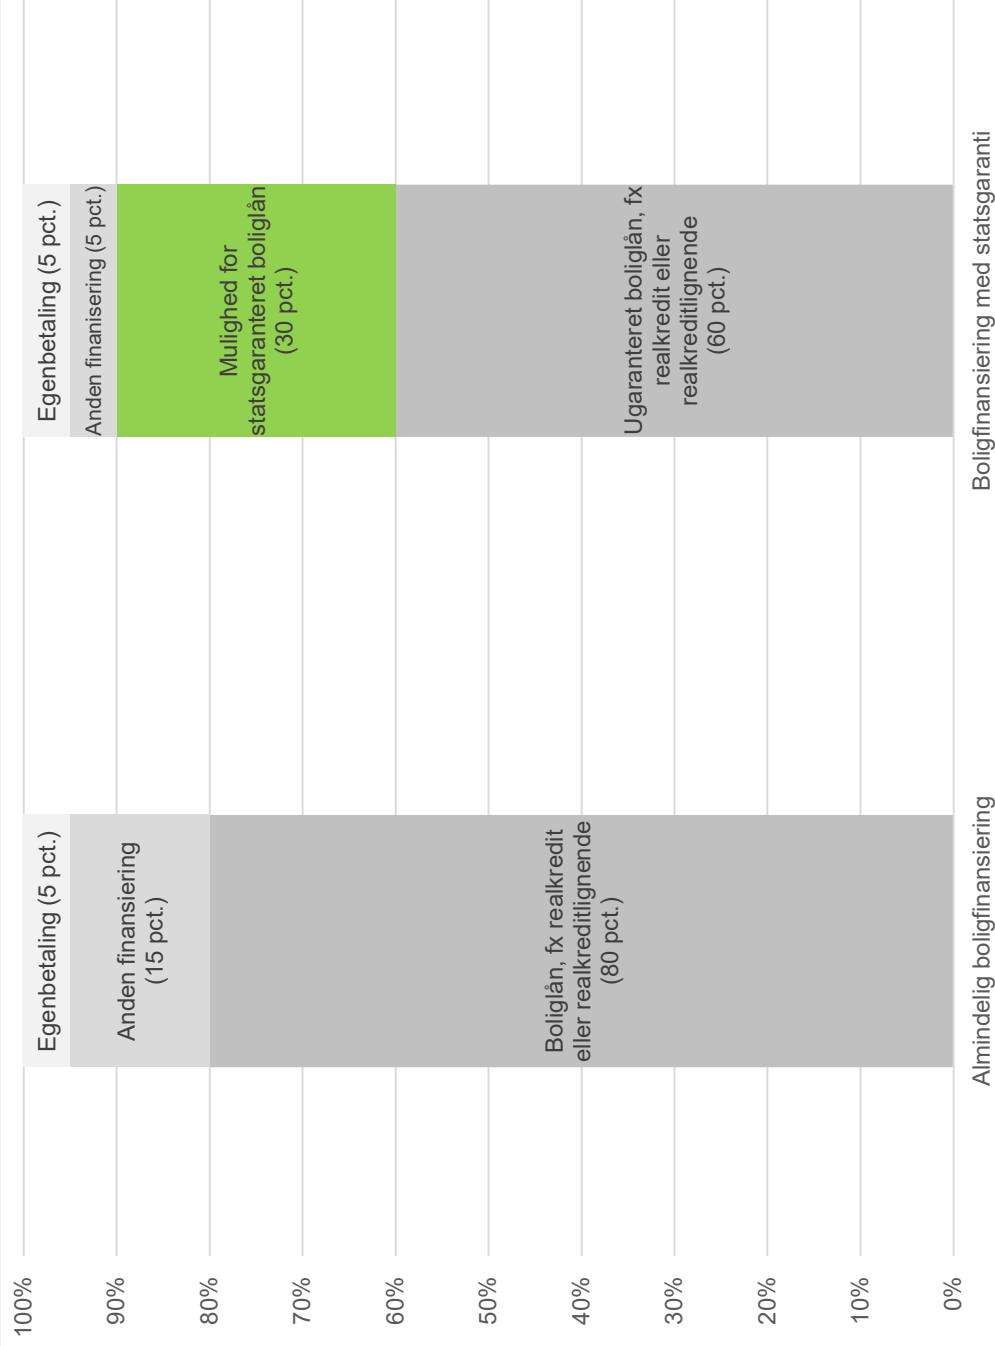 100%
90%
80%
70%
60%
50%
40%
30%
20%
10%
0%
Egenbetaling (5 pct.)
Anden finansiering
(15 pct.)
Boliglån, fx realkredit
eller realkreditlignende
(80 pct.)
Almindelig boligfinansiering
Egenbetaling (5 pct.)
Anden finanisering (5 pct.)
Mulighed for
statsgaranteret boliglån
(30 pct.)
Ugaranteret boliglån, fx
realkredit eller
realkreditlignende
(60 pct.)
Boligfinansiering med statsgaranti